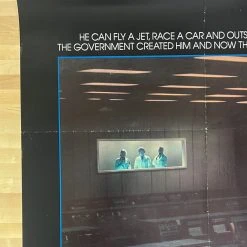 HE CAN FLY A JET, RACE A CAR AND OUTS
THE GOVERNMENT CREATED HIM AND NOW TH